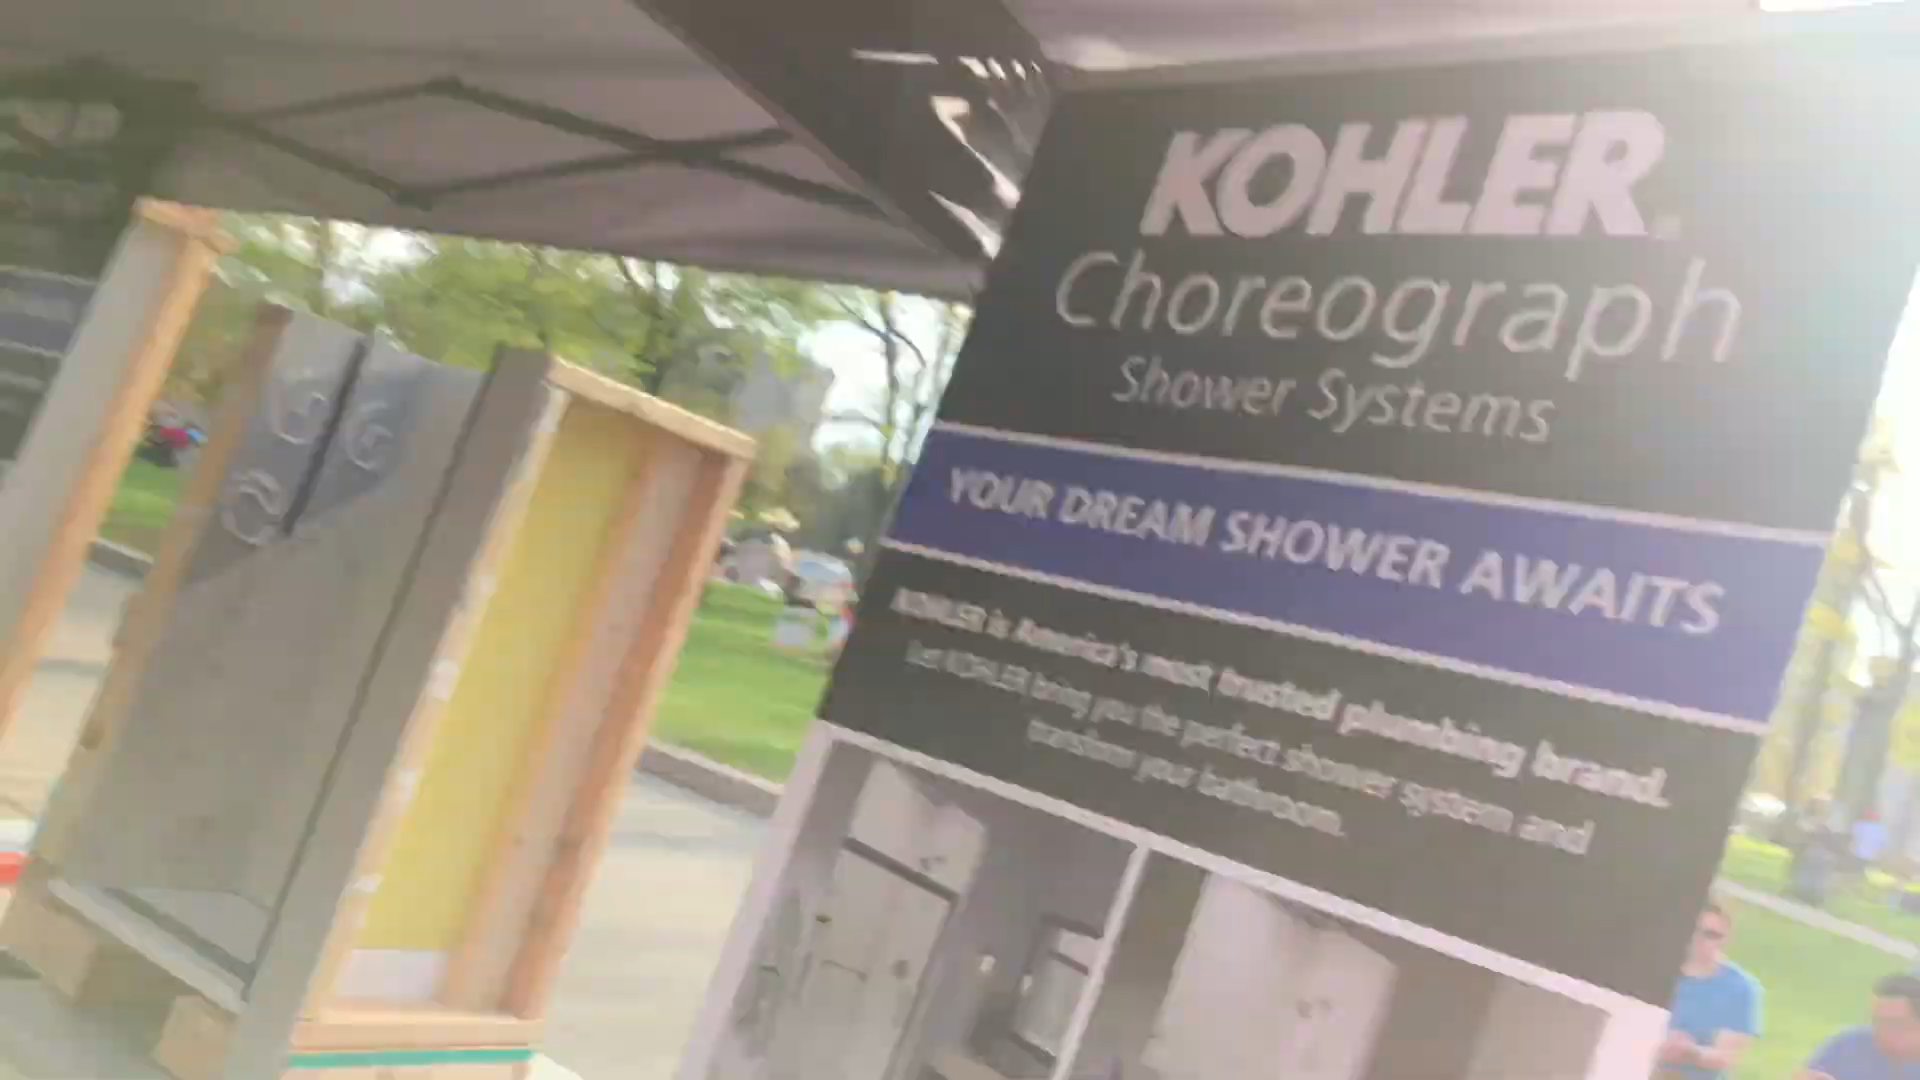 KOHLER
Choreograph
Shower Systems
YOUR DREAM SHOWER AWAITS
KOHLER is America's most trusted plumbing brand.
Let KOHLER bring you the perfect shower system and
transform your bathroom.